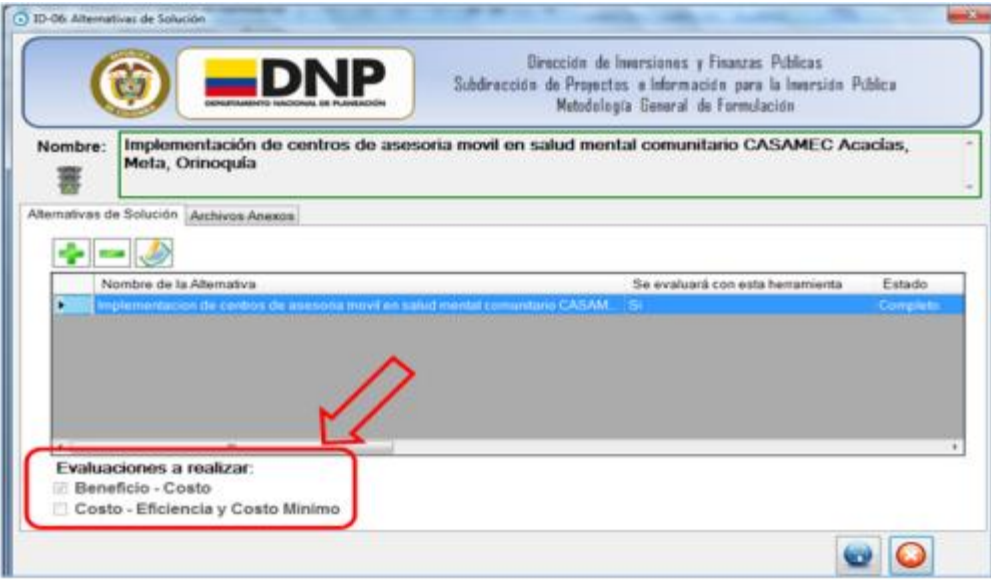 ID-06: Alternativas de Solución
DNP
DEPARTAMENTO NACIONAL DE PLANEACIÓN
Dirección de Inversiones y Finanzas Públicas
Subdirección de Proyectos e Información para la Inversión Pública
Metodología General de Formulación
Nombre:
Implementación de centros de asesoria movil en salud mental comunitario CASAMEC Acacías,
Meta, Orinoquía
Alternativas de Solución Archivos Anexos
Nombre de la Alternativa Se evaluará con esta herramienta Estado
Implementacion de centros de asesoria movil en salud mental comunitario CASAM... Si Completo
Evaluaciones a realizar:
Beneficio - Costo
Costo - Eficiencia y Costo Mínimo